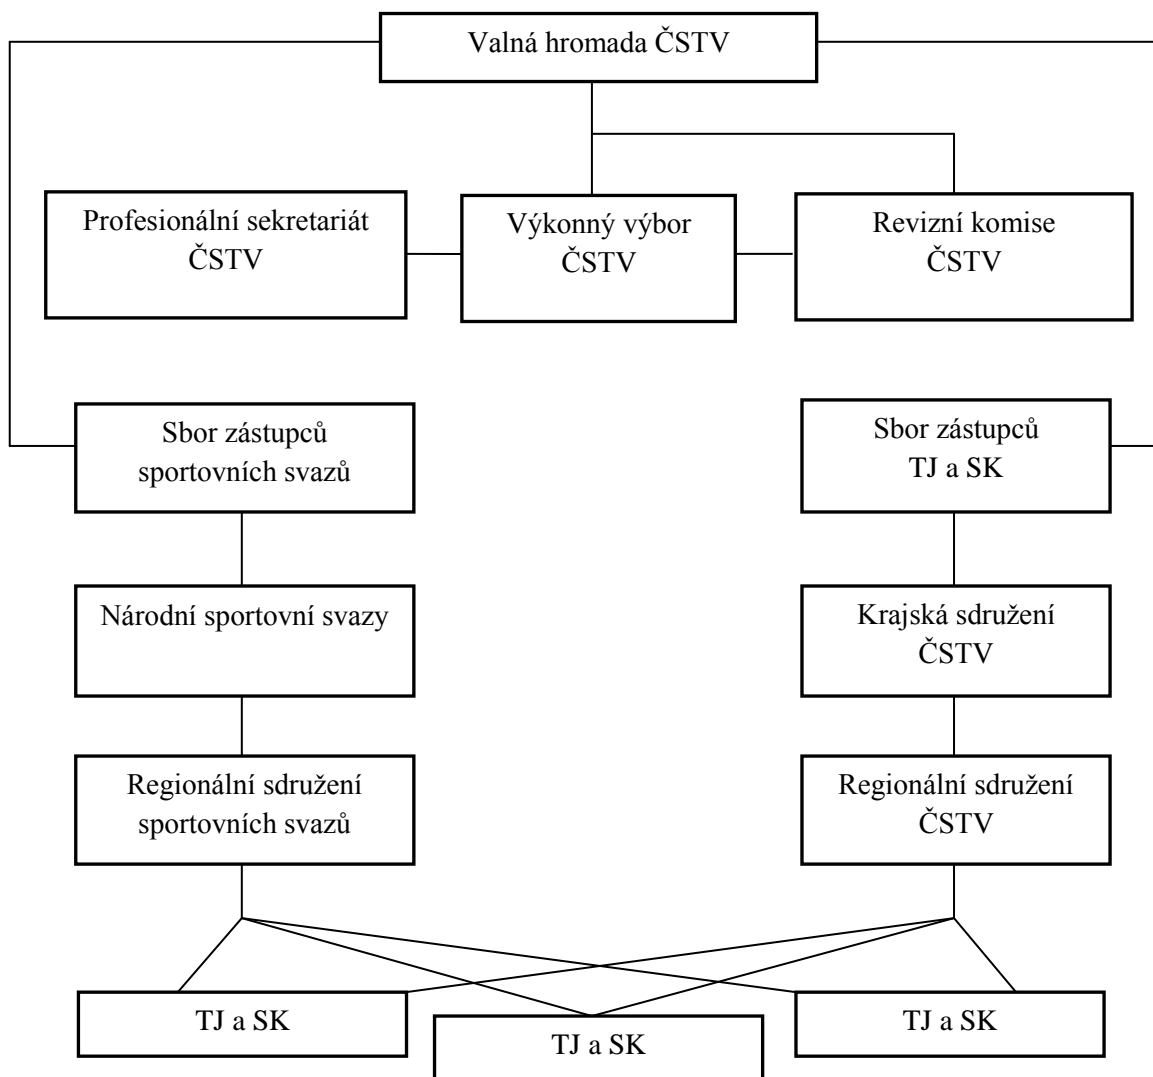 Valná hromada ČSTV
Profesionální sekretariát
ČSTV
Výkonný výbor
ČSTV
Revizní komise
ČSTV
Sbor zástupců
sportovních svazů
Sbor zástupců
TJ a SK
Národní sportovní svazy
Krajská sdružení
ČSTV
Regionální sdružení
sportovních svazů
Regionální sdružení
ČSTV
TJ a SK
TJ a SK
TJ a SK